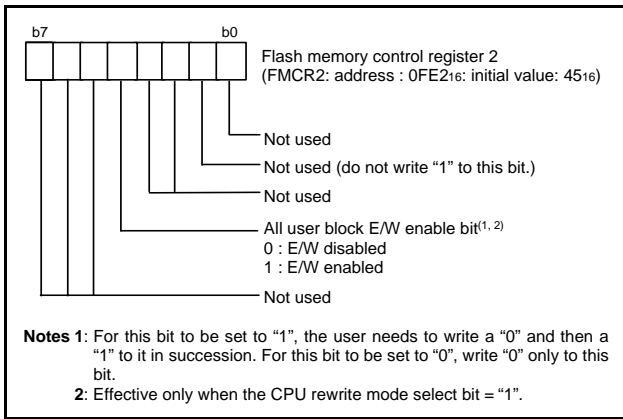 b7 b0
Flash memory control register 2
(FMCR2: address : 0FE216: initial value: 4516)
Not used
Not used (do not write “1” to this bit.)
Not used
All user block E/W enable bit(1, 2)
0 : E/W disabled
1 : E/W enabled
Not used
Notes 1: For this bit to be set to “1”, the user needs to write a “0” and then a
“1” to it in succession. For this bit to be set to “0”, write “0” only to this
bit.
2: Effective only when the CPU rewrite mode select bit = “1”.